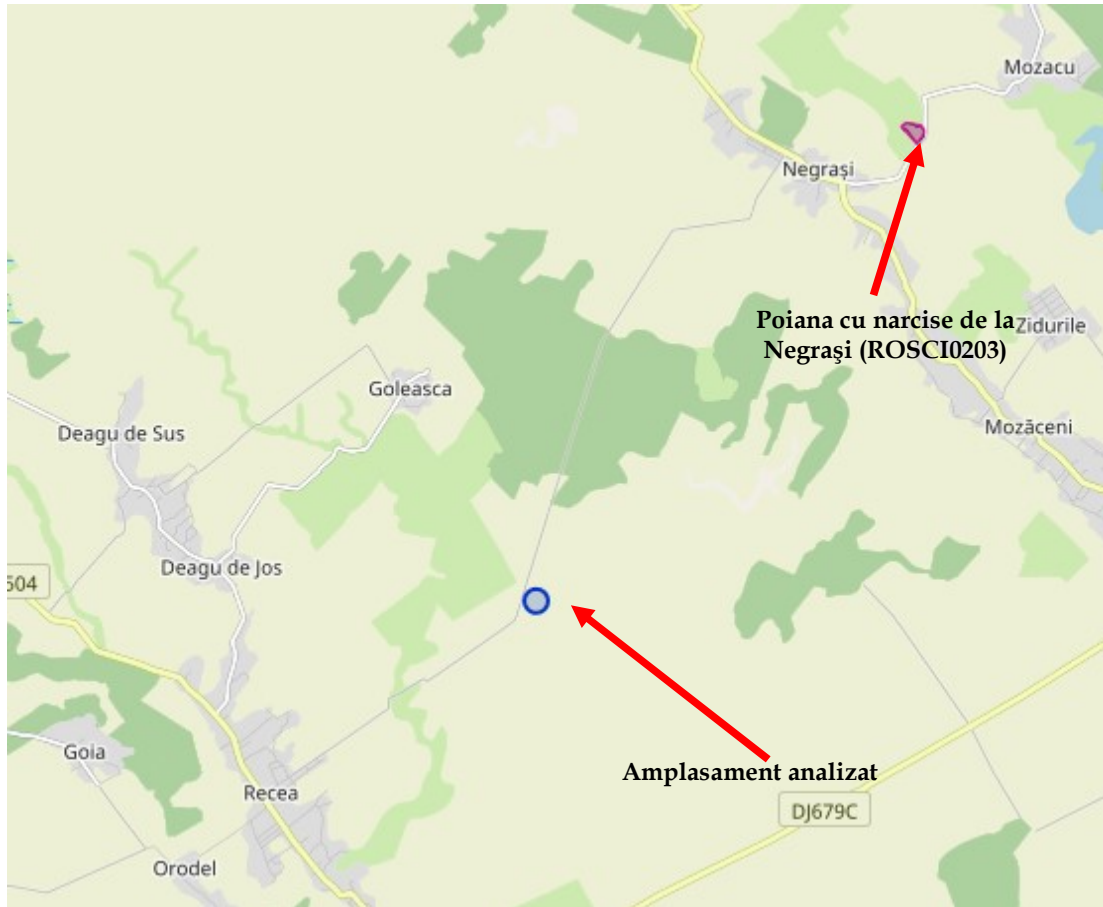 Mozacu
Negrași
Poiana cu narcise de la
Negraşi (ROSCI0203)
Zidurile
Goleasca
Mozăceni
Deagu de Sus
Deagu de Jos
504
Goia
Amplasament analizat
Recea
DJ679C
Orodel